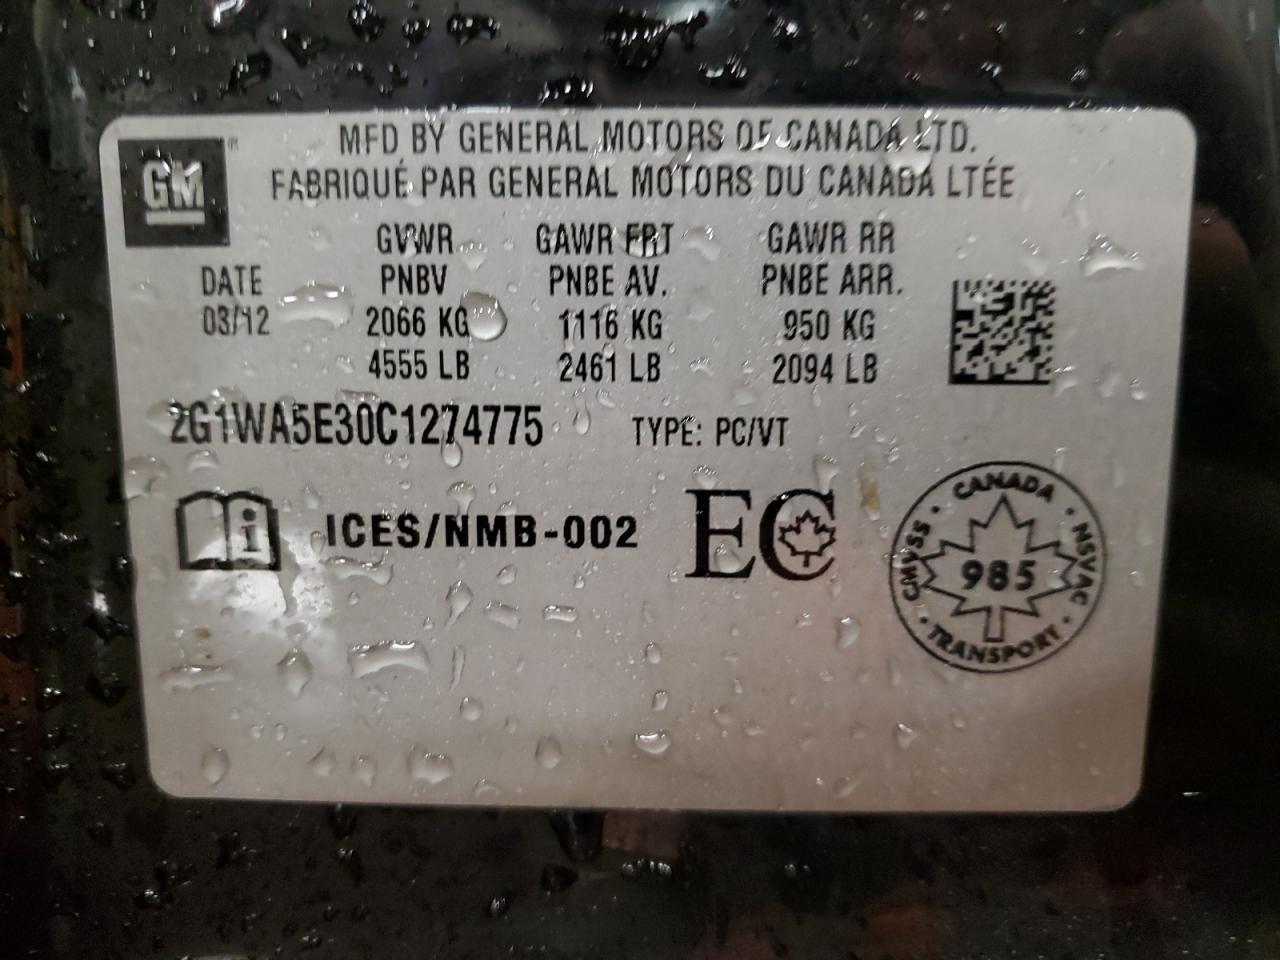 GM
MFD BY GENERAL MOTORS OF CANADA LTD.
FABRIQUÉ PAR GENERAL MOTORS DU CANADA LTÉE
GVWR GAWR FRT GAWR RR
DATE PNBV PNBE AV. PNBE ARR.
03/12 2066 KG 1116 KG 950 KG
4555 LB 2461 LB 2094 LB
2G1WA5E30C1274775 TYPE: PC/VT
i ICES/NMB-002 EC
CANADA
CMVSS · NSVAC
985
TRANSPORT